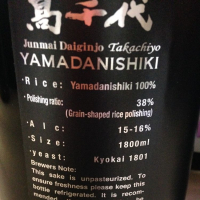 髙千代
Junmai Daiginjo Takachiyo
YAMADANISHIKI
・Rice: Yamadanishiki 100%
・Polishing ratio: 38%
(Grain-shaped rice polishing)
・Alc: 15-16%
・Size: 1800ml
・yeast: Kyokai 1801
Brewers Note:
This sake is unpasteurized. To
ensure freshness please keep this
bottle refrigerated. It is recom-
mended